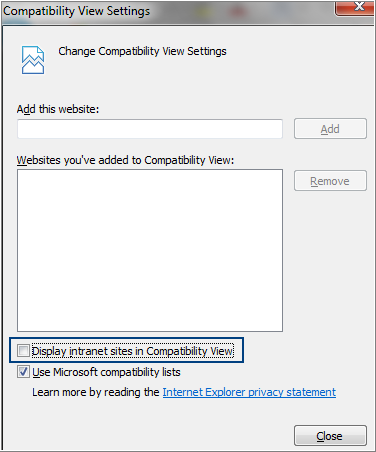 Compatibility View Settings
Change Compatibility View Settings
Add this website:
Add
Websites you've added to Compatibility View:
Remove
Display intranet sites in Compatibility View
Use Microsoft compatibility lists
Learn more by reading the Internet Explorer privacy statement
Close